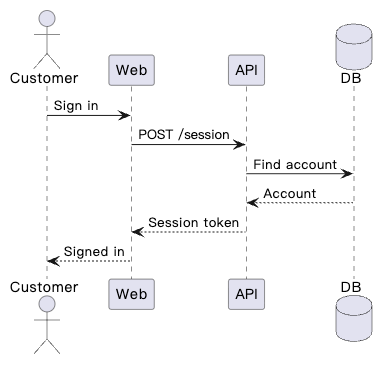 Customer
Web
API
DB
Sign in
POST /session
Find account
Account
Session token
Signed in
Customer
Web
API
DB